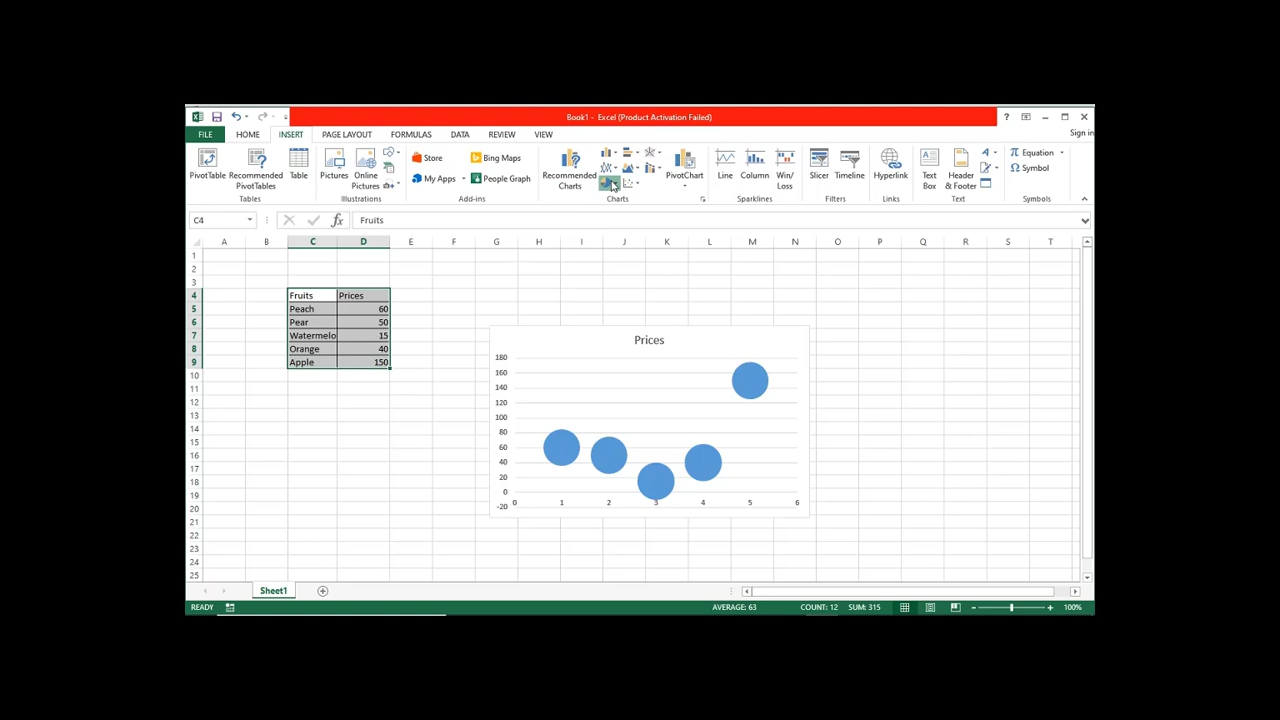 Book1 - Excel (Product Activation Failed)
?
FILE HOME INSERT PAGE LAYOUT FORMULAS DATA REVIEW VIEW
Sign in
PivotTable
Recommended
PivotTables
Table
Tables
Pictures
Online
Pictures
Illustrations
Store
My Apps
Bing Maps
People Graph
Add-ins
Recommended
Charts
PivotChart
Charts
Line
Column
Win/
Loss
Sparklines
Slicer
Timeline
Filters
Hyperlink
Links
Text
Box
Header
& Footer
Text
Equation
Symbol
Symbols
C4 fx Fruits
A B C D E F G H I J K L M N O P Q R S T
1
2
3
4 Fruits Prices
5 Peach 60
6 Pear 50
7 Watermelo 15
8 Orange 40
9 Apple 150
10
11
12
13
14
15
16
17
18
19
20
21
22
23
24
25
Prices
180
160
140
120
100
80
60
40
20
0
-20
0 1 2 3 4 5 6
Sheet1
READY AVERAGE: 63 COUNT: 12 SUM: 315 100%